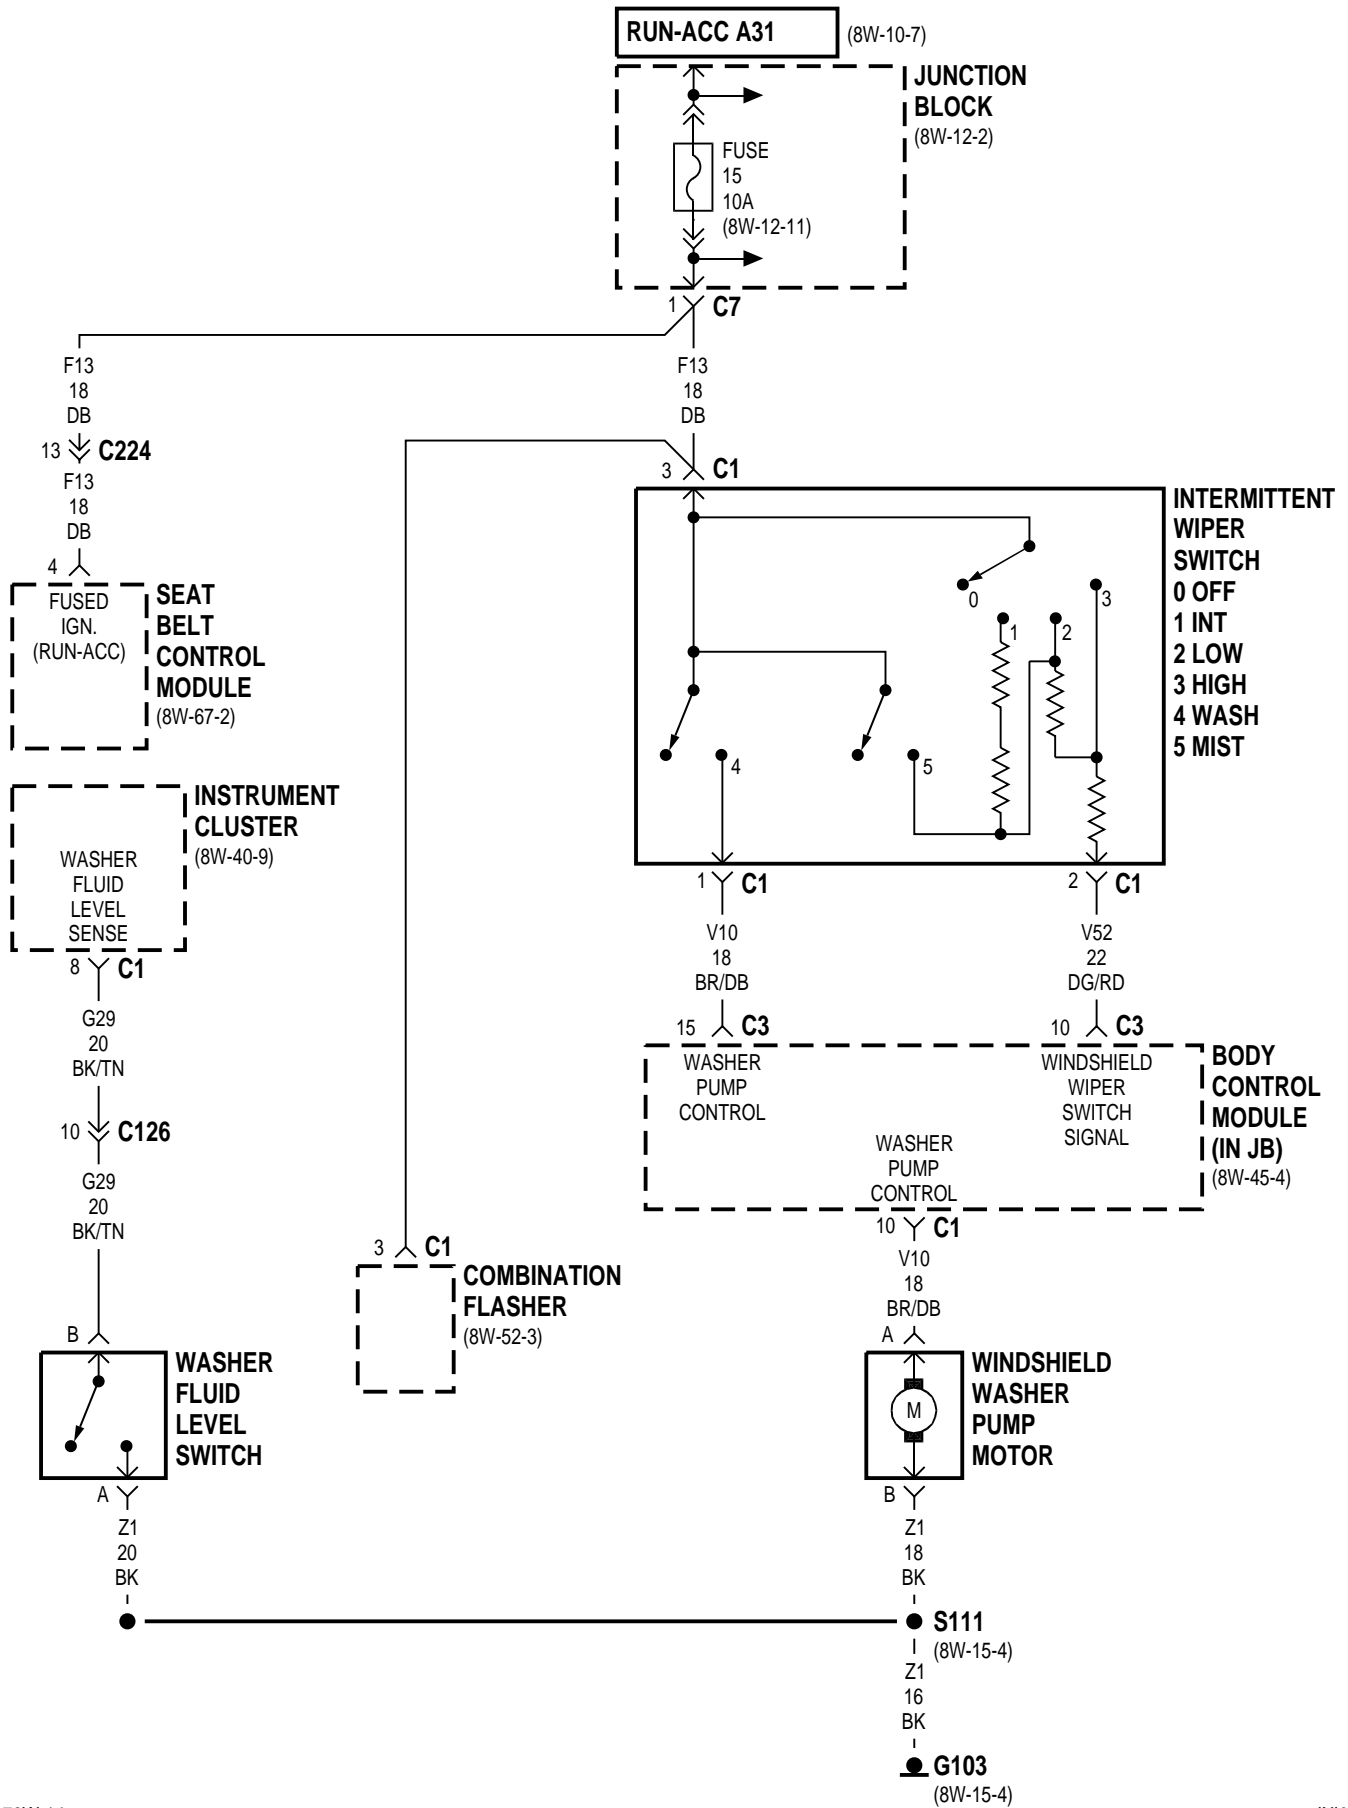 RUN-ACC A31
(8W-10-7)
JUNCTION
BLOCK
(8W-12-2)
FUSE
15
10A
(8W-12-11)
1
C7
F13
18
DB
13
C224
F13
18
DB
4
FUSED
IGN.
(RUN-ACC)
SEAT
BELT
CONTROL
MODULE
(8W-67-2)
F13
18
DB
3
C1
INTERMITTENT
WIPER
SWITCH
0 OFF
1 INT
2 LOW
3 HIGH
4 WASH
5 MIST
0
1
2
3
4
5
INSTRUMENT
CLUSTER
(8W-40-9)
WASHER
FLUID
LEVEL
SENSE
8
C1
G29
20
BK/TN
10
C126
G29
20
BK/TN
B
WASHER
FLUID
LEVEL
SWITCH
A
Z1
20
BK
3
C1
COMBINATION
FLASHER
(8W-52-3)
1
C1
V10
18
BR/DB
15
C3
2
C1
V52
22
DG/RD
10
C3
WASHER
PUMP
CONTROL
WINDSHIELD
WIPER
SWITCH
SIGNAL
WASHER
PUMP
CONTROL
BODY
CONTROL
MODULE
(IN JB)
(8W-45-4)
10
C1
V10
18
BR/DB
A
M
WINDSHIELD
WASHER
PUMP
MOTOR
B
Z1
18
BK
S111
(8W-15-4)
Z1
16
BK
G103
(8W-15-4)